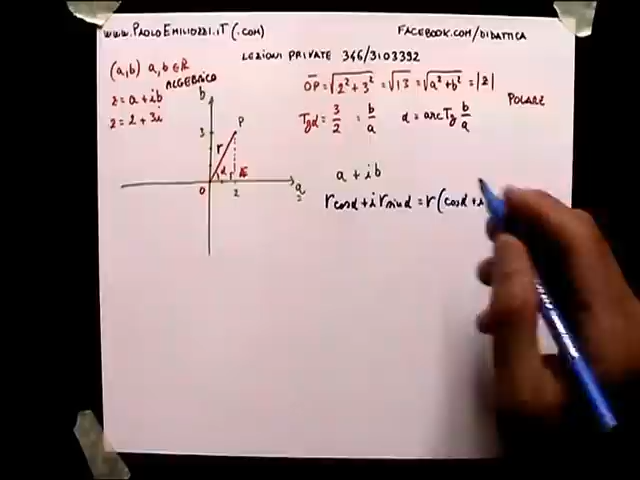 www.PaoloEmiliozzi.iT (.com)
FACEBOOK.COM/DIDATTICA
LEZIONI PRIVATE 346/3103392
(a,b) a,b ∈ R
ALGEBRICO
z = a + ib
z = 2 + 3i
OP = √2² + 3² = √13 = √a² + b² = |z|
POLARE
Tgα = 3/2 = b/a α = arcTg b/a
b
3
P
r
α
0
2
a
a + ib
r cosα + i r sinα = r (cosα + i